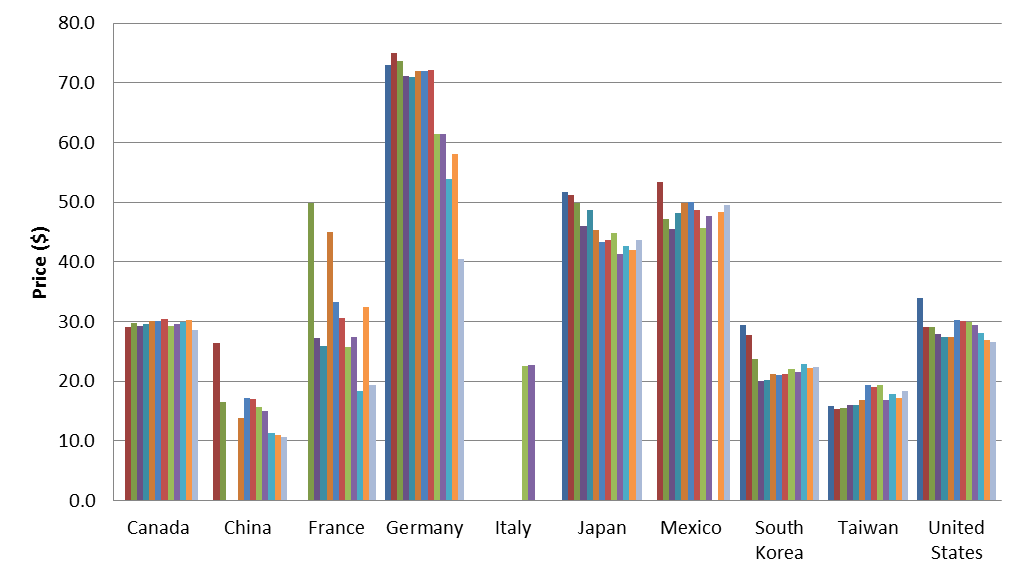 80.0
70.0
60.0
50.0
40.0
30.0
20.0
10.0
0.0
Price ($)
Canada
China
France
Germany
Italy
Japan
Mexico
South
Korea
Taiwan
United
States